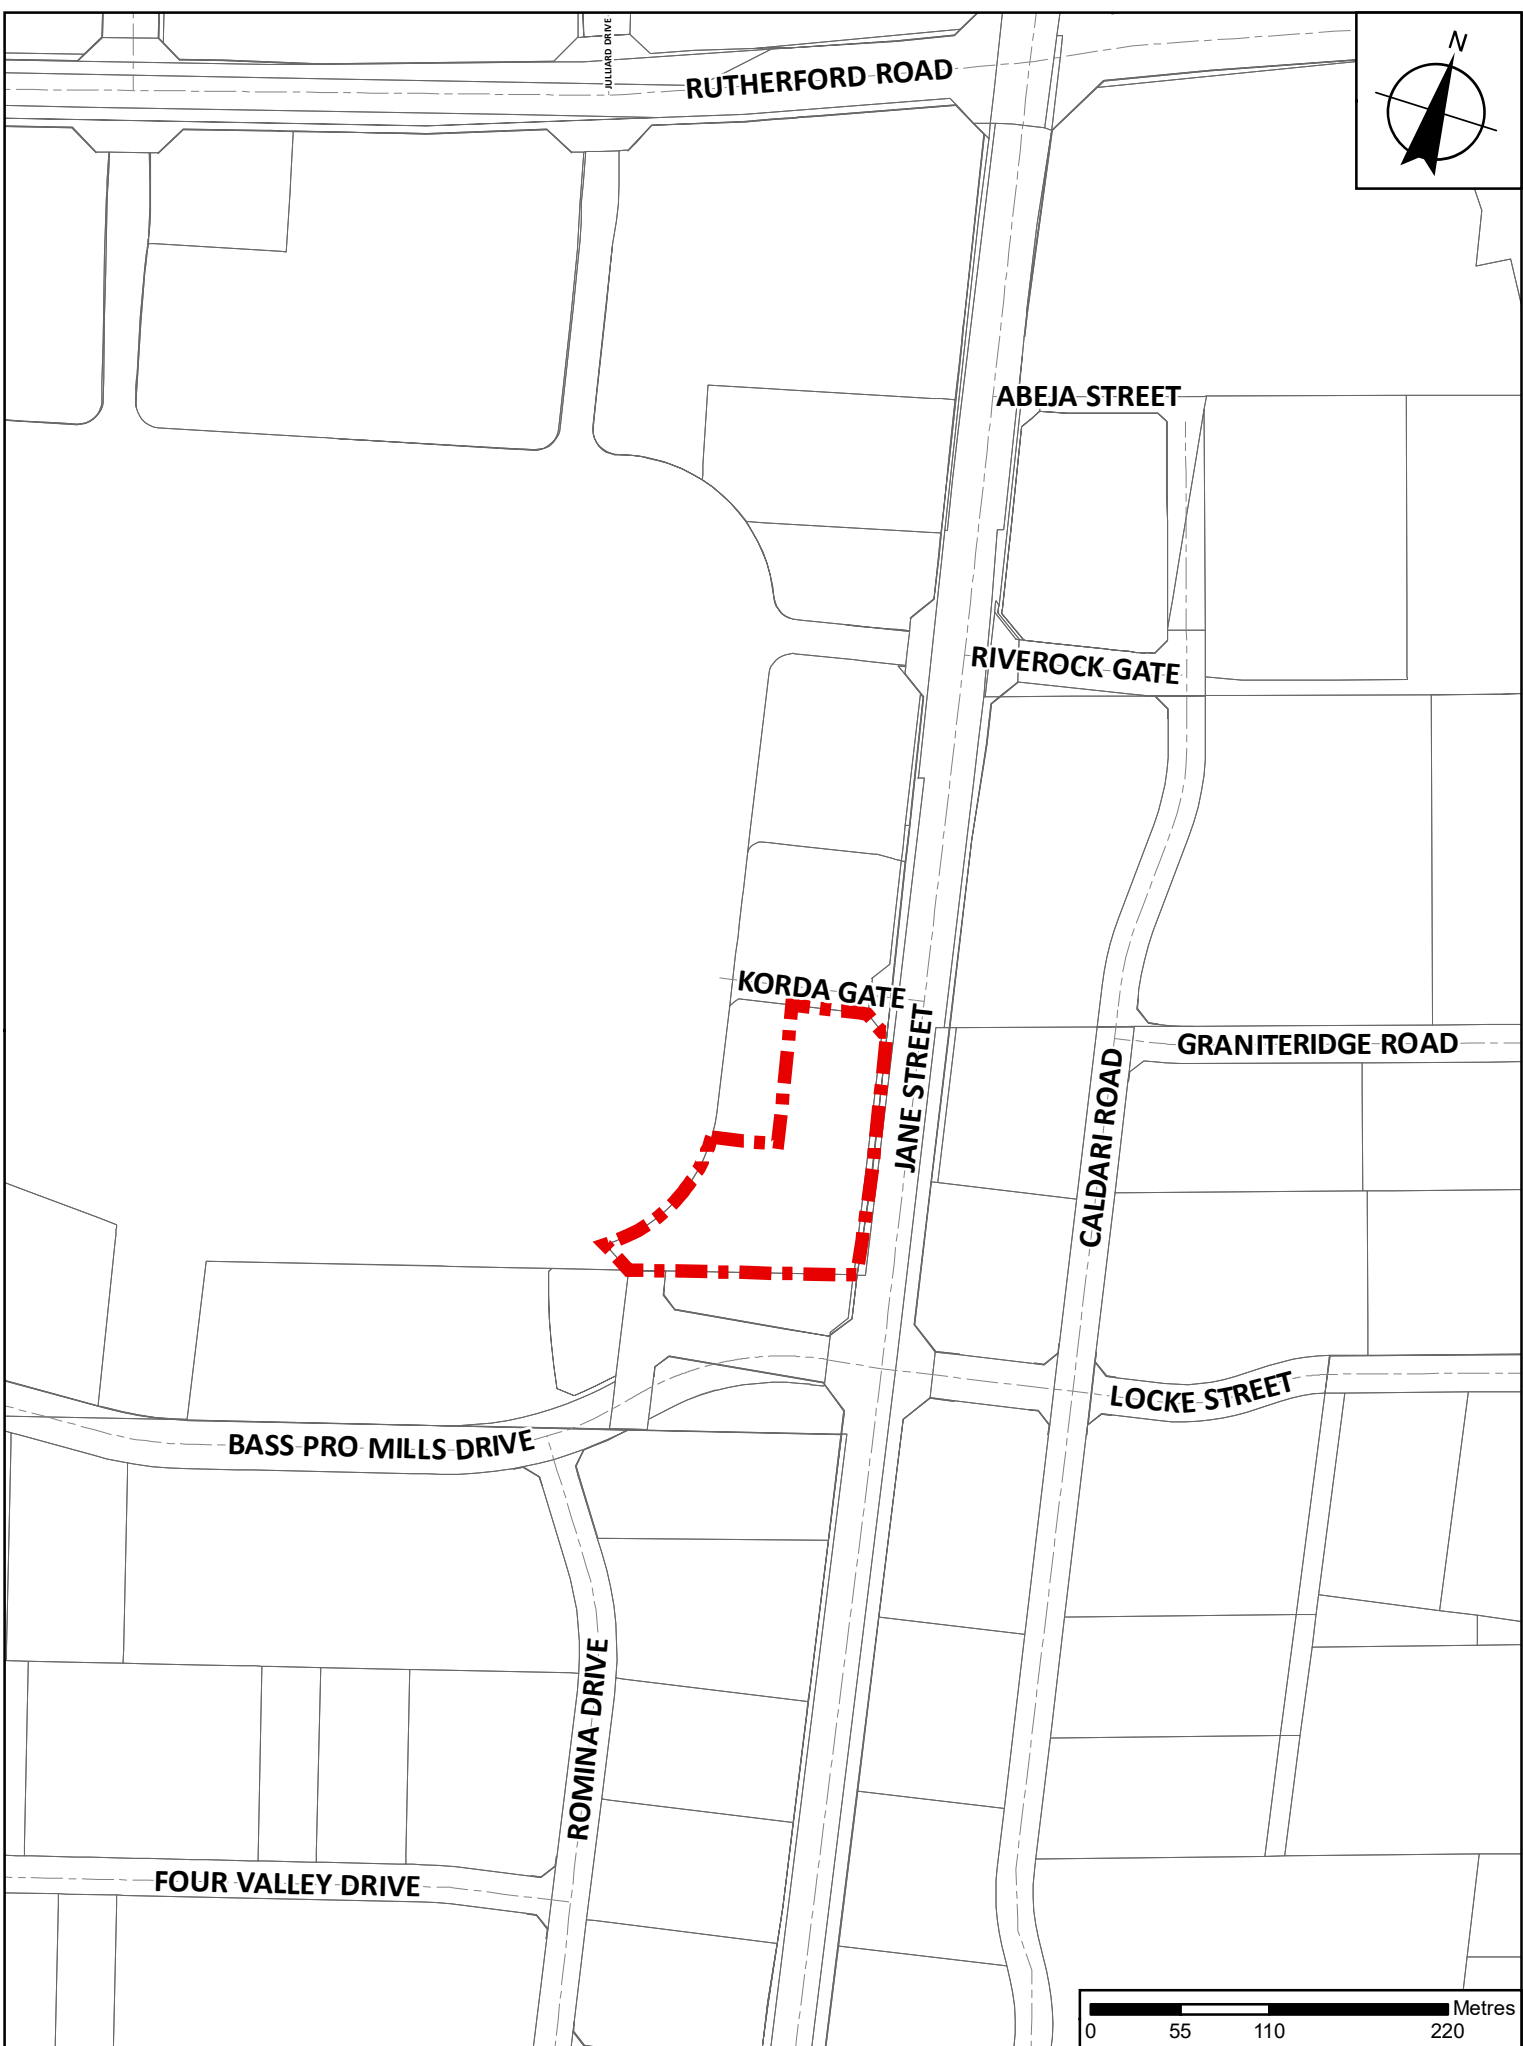 JULLIARD DRIVE
N
RUTHERFORD ROAD
ABEJA STREET
RIVEROCK GATE
KORDA GATE
JANE STREET
GRANITERIDGE ROAD
CALDARI ROAD
LOCKE STREET
BASS PRO MILLS DRIVE
ROMINA DRIVE
FOUR VALLEY DRIVE
Metres
0 55 110 220